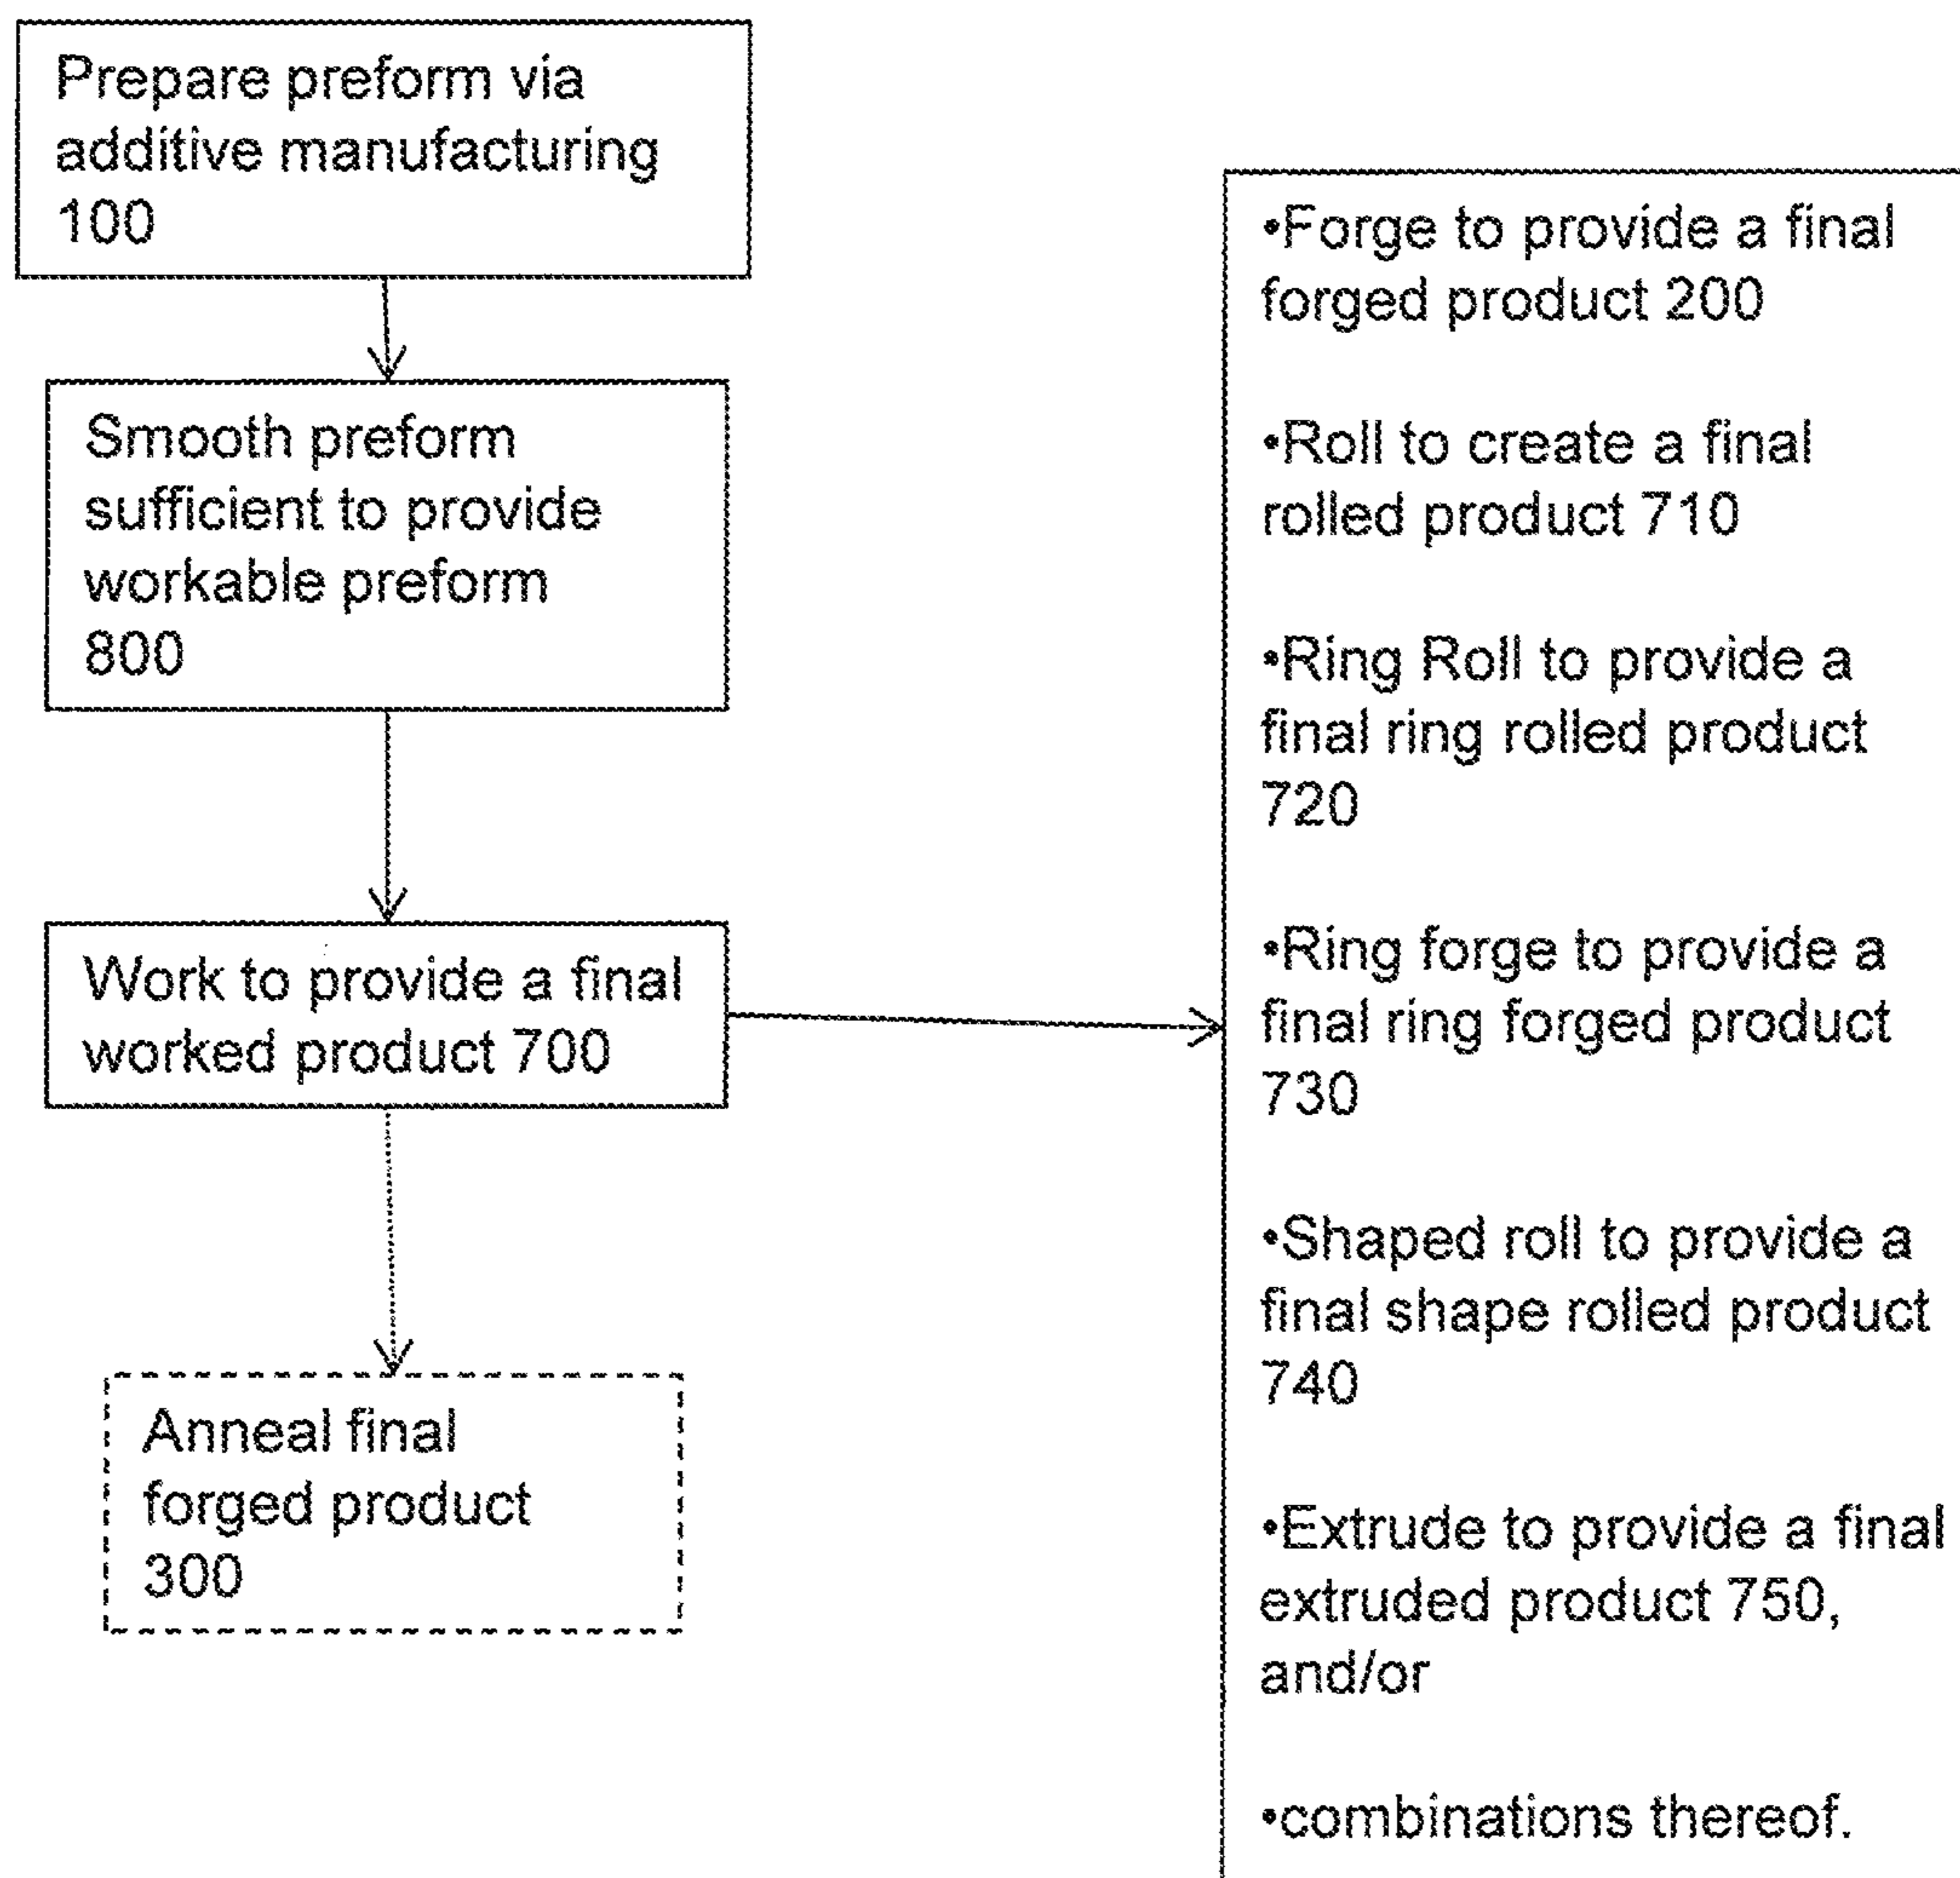 Prepare preform via
additive manufacturing
100
Smooth preform
sufficient to provide
workable preform
800
Work to provide a final
worked product 700
Anneal final
forged product
300
•Forge to provide a final
forged product 200
•Roll to create a final
rolled product 710
•Ring Roll to provide a
final ring rolled product
720
•Ring forge to provide a
final ring forged product
730
•Shaped roll to provide a
final shape rolled product
740
•Extrude to provide a final
extruded product 750,
and/or
•combinations thereof.